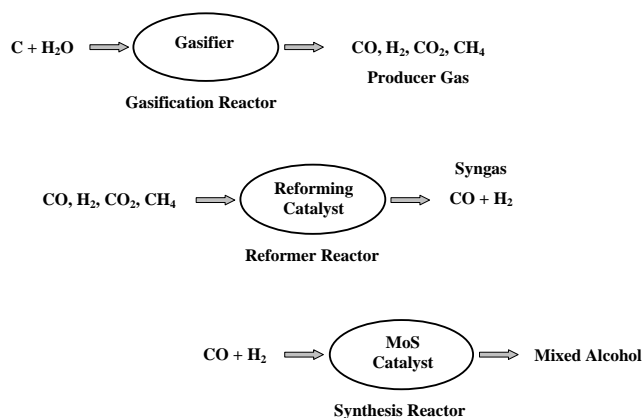 C + H₂O
Gasifier
CO, H₂, CO₂, CH₄
Producer Gas
Gasification Reactor
Syngas
CO, H₂, CO₂, CH₄
Reforming
Catalyst
CO + H₂
Reformer Reactor
CO + H₂
MoS
Catalyst
Mixed Alcohol
Synthesis Reactor